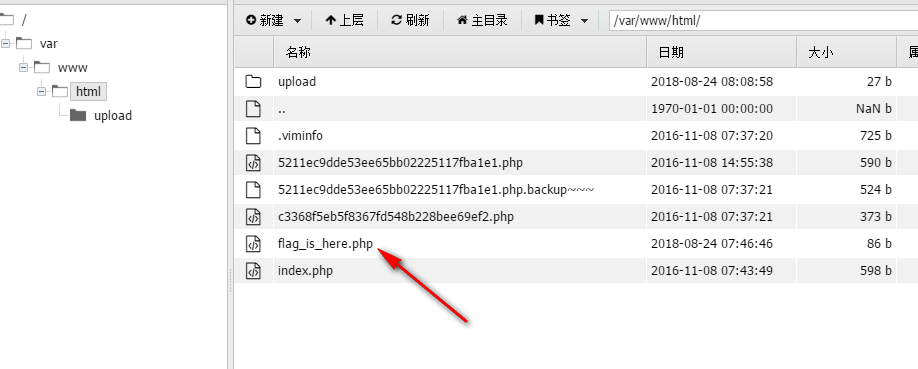 /
var
www
html
upload
新建 上层 刷新 主目录 书签 /var/www/html/
名称 日期 大小
upload 2018-08-24 08:08:58 27 b
.. 1970-01-01 00:00:00 NaN b
.viminfo 2016-11-08 07:37:20 725 b
5211ec9dde53ee65bb02225117fba1e1.php 2016-11-08 14:55:38 590 b
5211ec9dde53ee65bb02225117fba1e1.php.backup~~~ 2016-11-08 07:37:21 524 b
c3368f5eb5f8367fd548b228bee69ef2.php 2016-11-08 07:37:21 373 b
flag_is_here.php 2018-08-24 07:46:46 86 b
index.php 2016-11-08 07:43:49 598 b